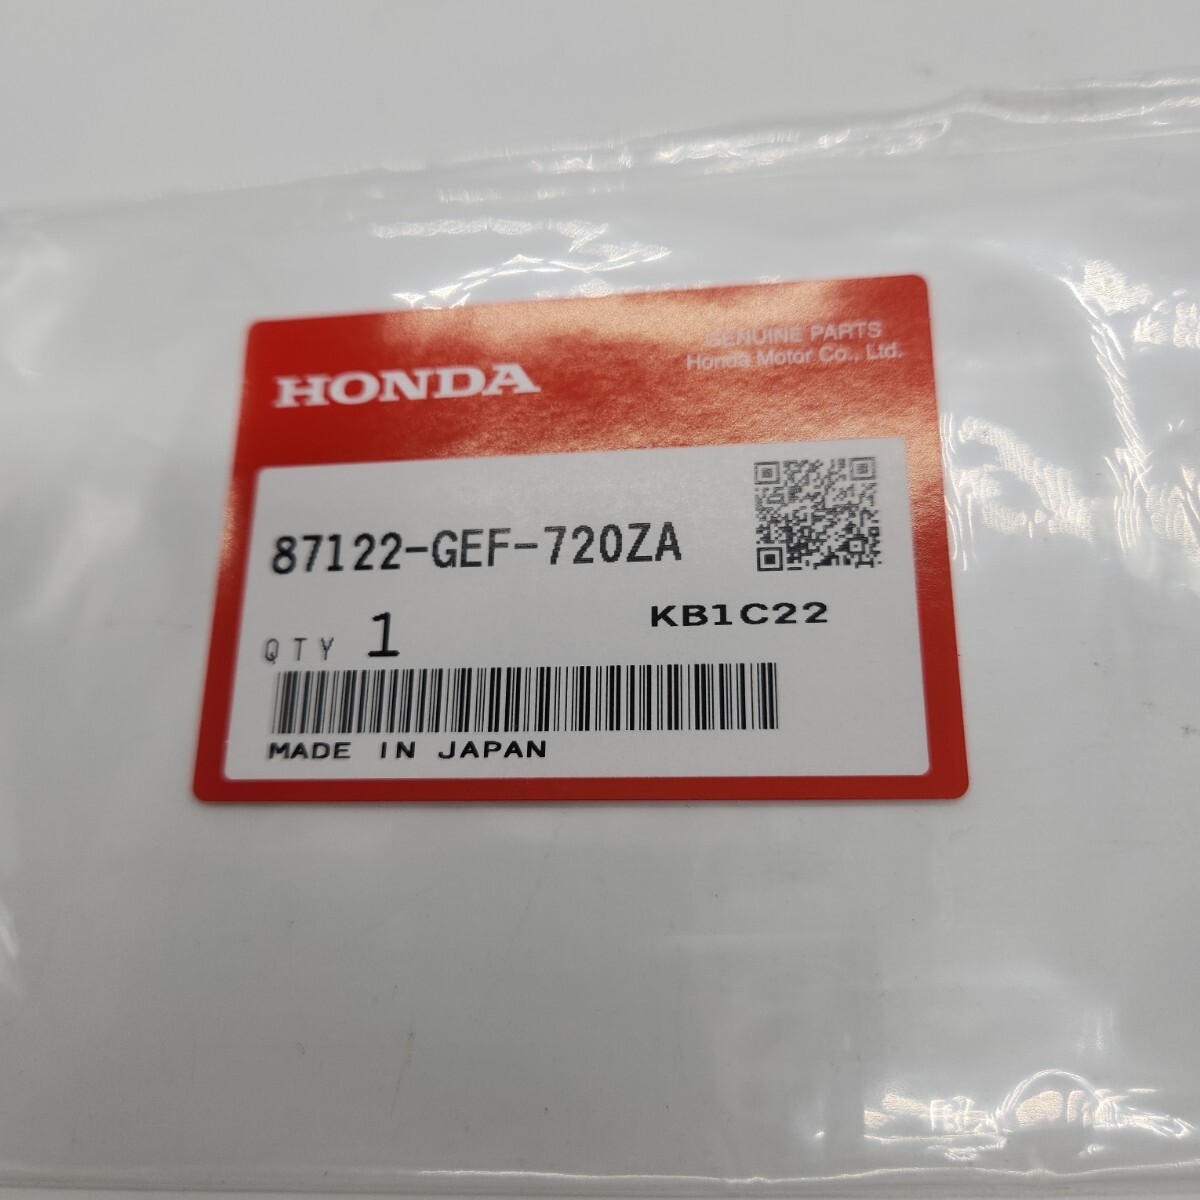 HONDA
GENUINE PARTS
Honda Motor Co., Ltd.
87122-GEF-720ZA
QTY 1
KB1C22
MADE IN JAPAN